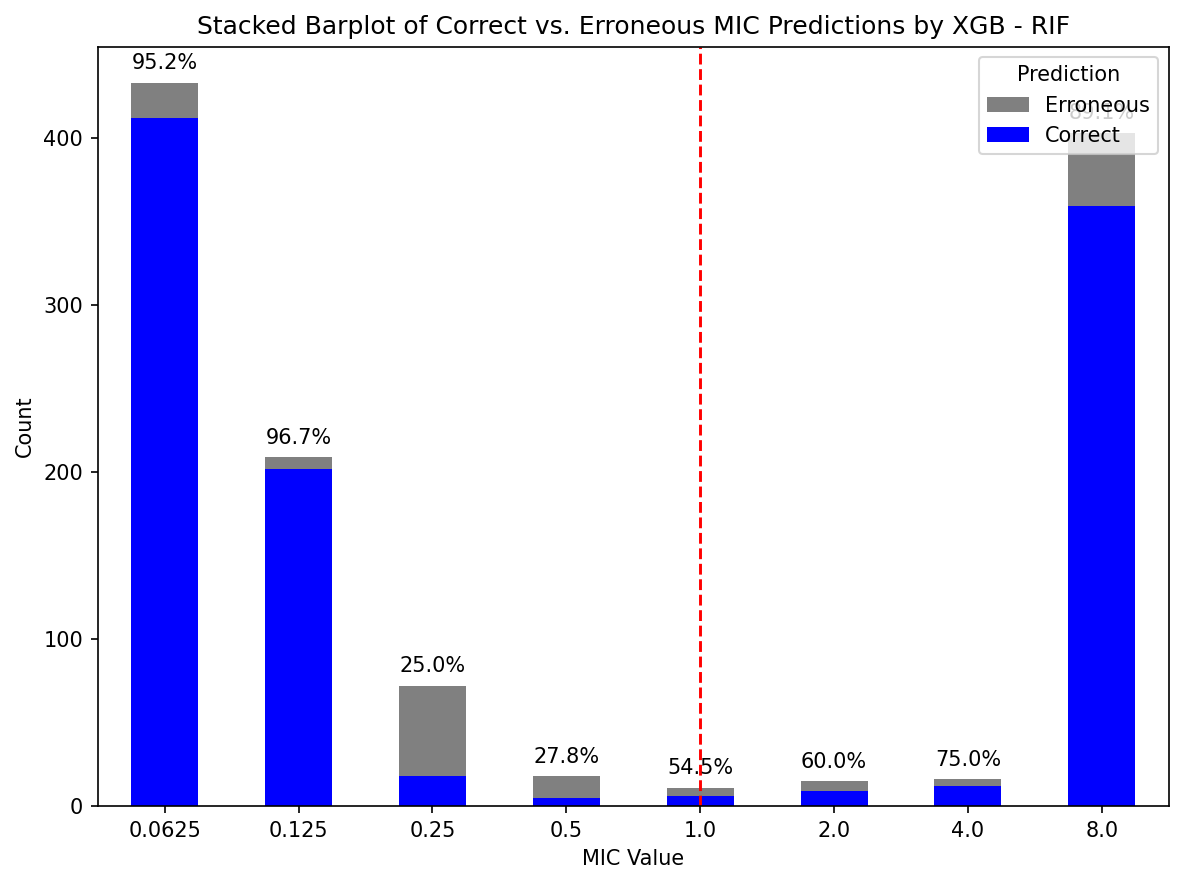 Stacked Barplot of Correct vs. Erroneous MIC Predictions by XGB - RIF
95.2%
Prediction
Erroneous
89.1%
Correct
400
300
Count
96.7%
200
100
25.0%
27.8%
54.5%
60.0%
75.0%
0
0.0625 0.125 0.25 0.5 1.0 2.0 4.0 8.0
MIC Value